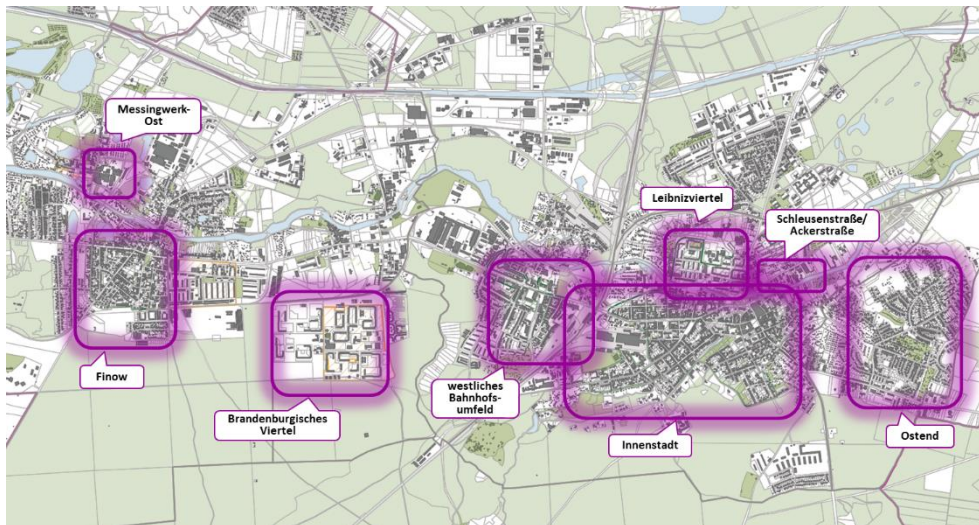 Messingwerk-
Ost
Leibnizviertel
Schleusenstraße/
Ackerstraße
Finow
Brandenburgisches
Viertel
westliches
Bahnhofs-
umfeld
Innenstadt
Ostend